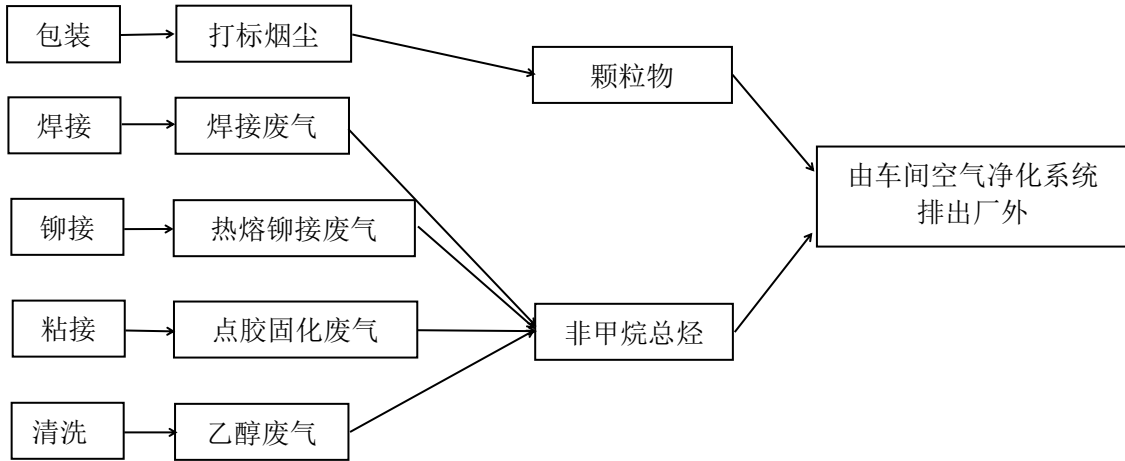 包装
打标烟尘
颗粒物
焊接
焊接废气
由车间空气净化系统
排出厂外
铆接
热熔铆接废气
粘接
点胶固化废气
非甲烷总烃
清洗
乙醇废气